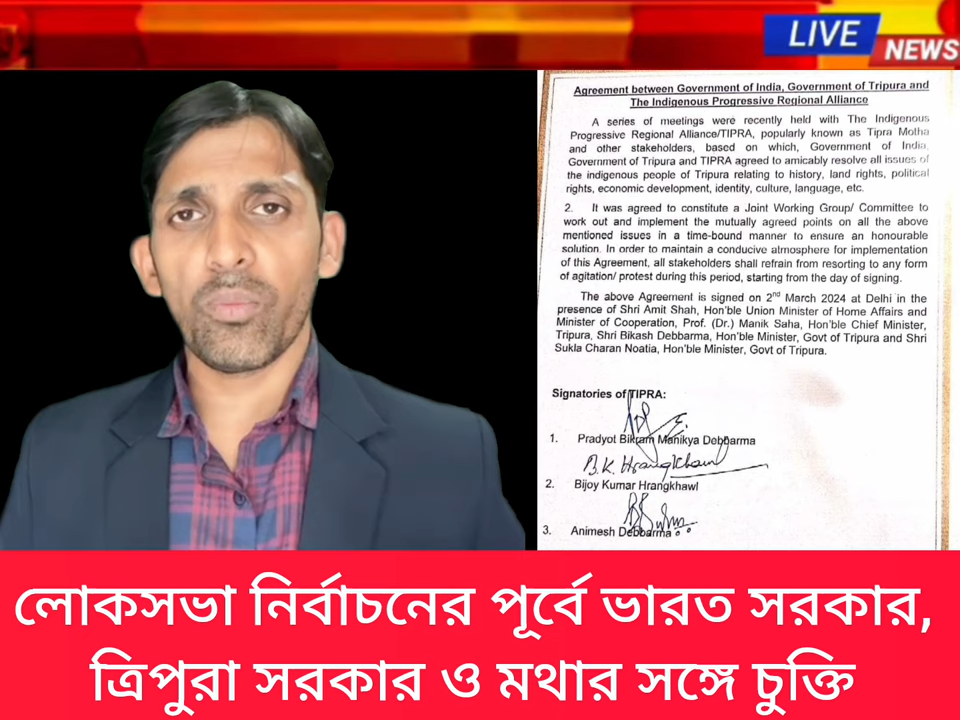 LIVE
NEWS
Agreement between Government of India, Government of Tripura and
The Indigenous Progressive Regional Alliance
A series of meetings were recently held with The Indigenous
Progressive Regional Alliance/TIPRA, popularly known as Tipra Motha
and other stakeholders, based on which, Government of India,
Government of Tripura and TIPRA agreed to amicably resolve all issues of
the indigenous people of Tripura relating to history, land rights, political
rights, economic development, identity, culture, language, etc.
2. It was agreed to constitute a Joint Working Group/ Committee to
work out and implement the mutually agreed points on all the above
mentioned issues in a time-bound manner to ensure an honourable
solution. In order to maintain a conducive atmosphere for implementation
of this Agreement, all stakeholders shall refrain from resorting to any form
of agitation/ protest during this period, starting from the day of signing.
The above Agreement is signed on 2nd March 2024 at Delhi in the
presence of Shri Amit Shah, Hon'ble Union Minister of Home Affairs and
Minister of Cooperation, Prof. (Dr.) Manik Saha, Hon'ble Chief Minister,
Tripura, Shri Bikash Debbarma, Hon'ble Minister, Govt of Tripura and Shri
Sukla Charan Noatia, Hon'ble Minister, Govt of Tripura.
Signatories of TIPRA:
1. Pradyot Bikram Manikya Debbarma
B.K. Hrangkhawl
2. Bijoy Kumar Hrangkhawl
3. Animesh Debbarma
লোকসভা নির্বাচনের পূর্বে ভারত সরকার,
ত্রিপুরা সরকার ও মথার সঙ্গে চুক্তি